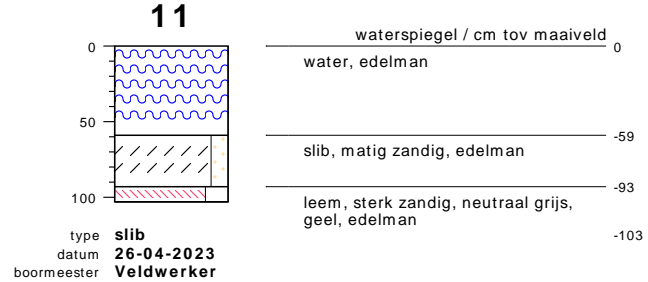 11
waterspiegel / cm tov maaiveld
0
0
water, edelman
50
-59
slib, matig zandig, edelman
-93
100
leem, sterk zandig, neutraal grijs,
geel, edelman
-103
type slib
datum 26-04-2023
boormeester Veldwerker